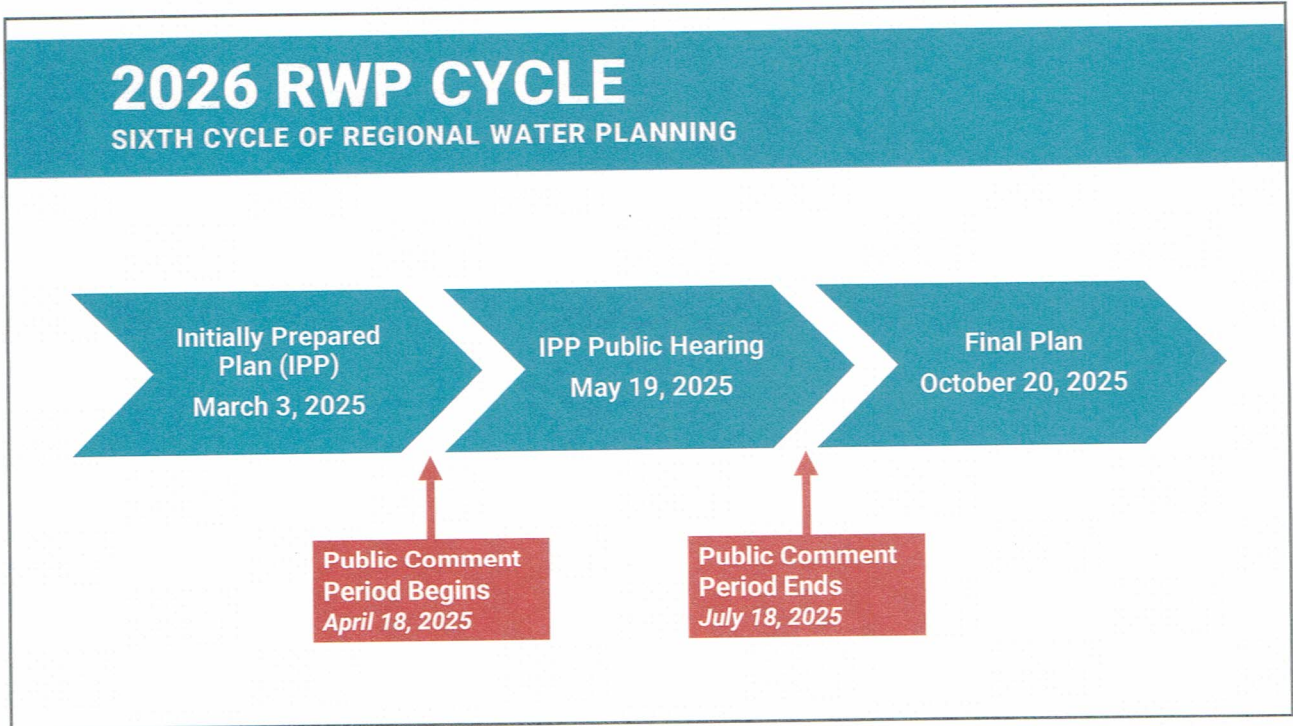 2026 RWP CYCLE
SIXTH CYCLE OF REGIONAL WATER PLANNING
Initially Prepared
Plan (IPP)
March 3, 2025
IPP Public Hearing
May 19, 2025
Final Plan
October 20, 2025
Public Comment
Period Begins
April 18, 2025
Public Comment
Period Ends
July 18, 2025